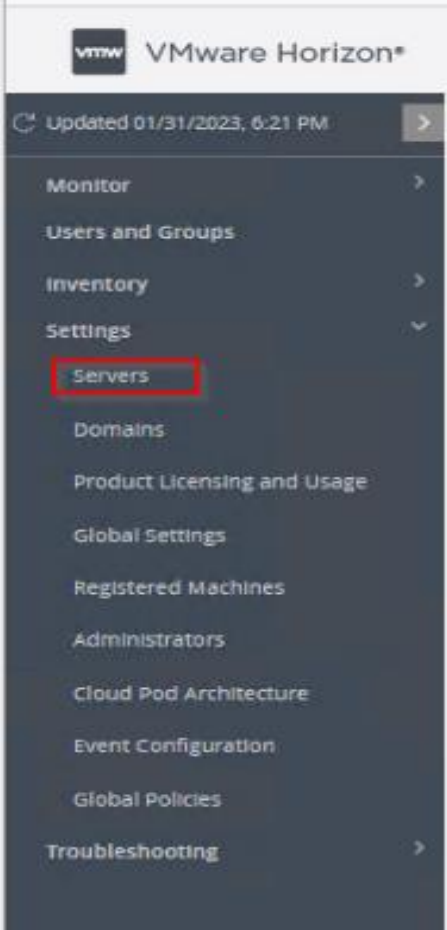 vmw VMware Horizon®
Updated 01/31/2023, 6:21 PM
Monitor
Users and Groups
Inventory
Settings
Servers
Domains
Product Licensing and Usage
Global Settings
Registered Machines
Administrators
Cloud Pod Architecture
Event Configuration
Global Policies
Troubleshooting